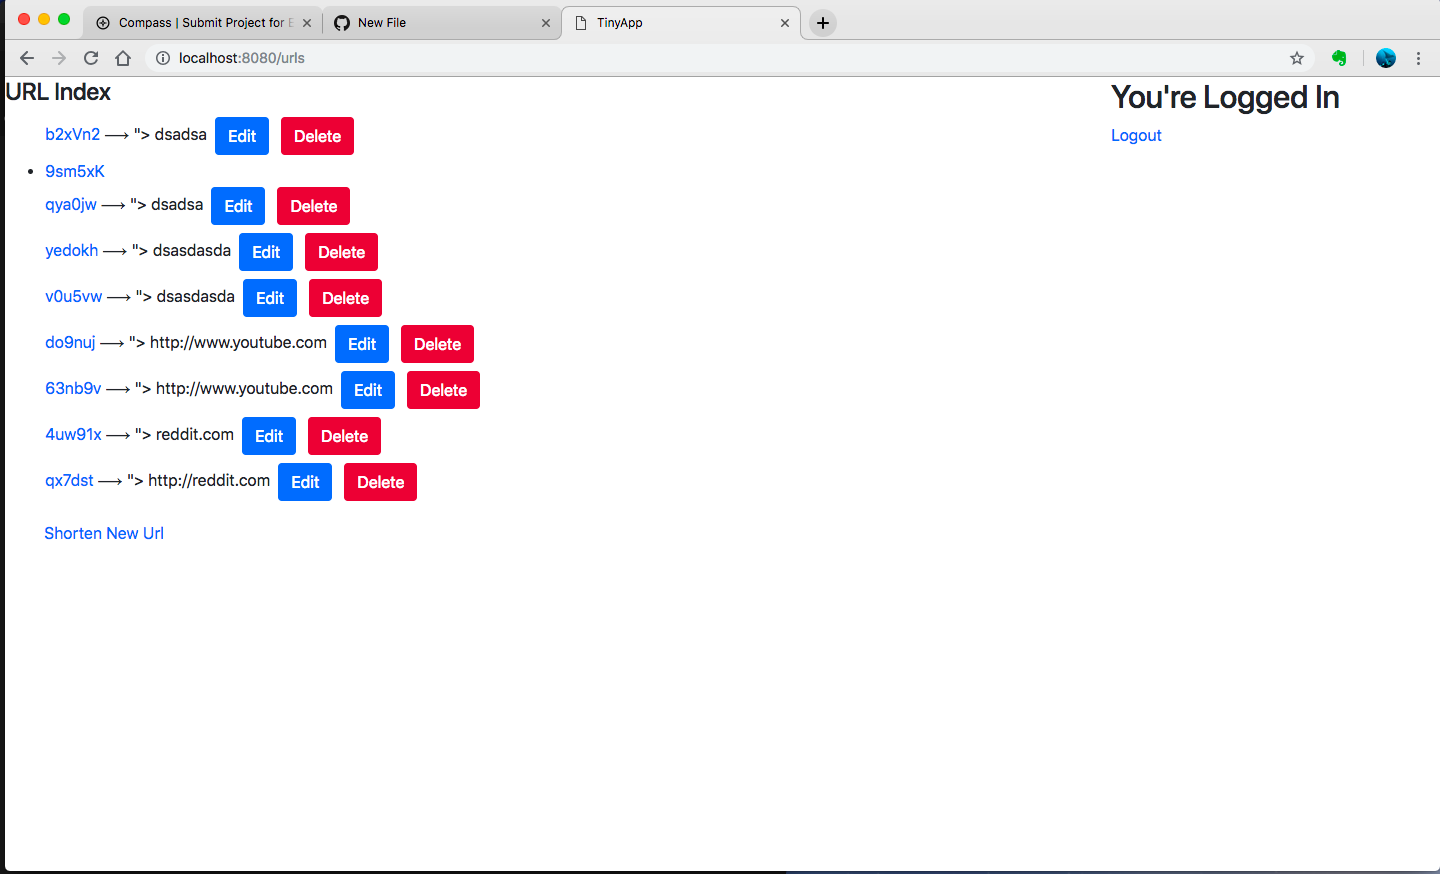 Compass | Submit Project for E
New File
TinyApp
localhost:8080/urls
URL Index
You're Logged In
Logout
b2xVn2 ⟶ "> dsadsa Edit Delete
• 9sm5xK
qya0jw ⟶ "> dsadsa Edit Delete
yedokh ⟶ "> dsasdasda Edit Delete
v0u5vw ⟶ "> dsasdasda Edit Delete
do9nuj ⟶ "> http://www.youtube.com Edit Delete
63nb9v ⟶ "> http://www.youtube.com Edit Delete
4uw91x ⟶ "> reddit.com Edit Delete
qx7dst ⟶ "> http://reddit.com Edit Delete
Shorten New Url